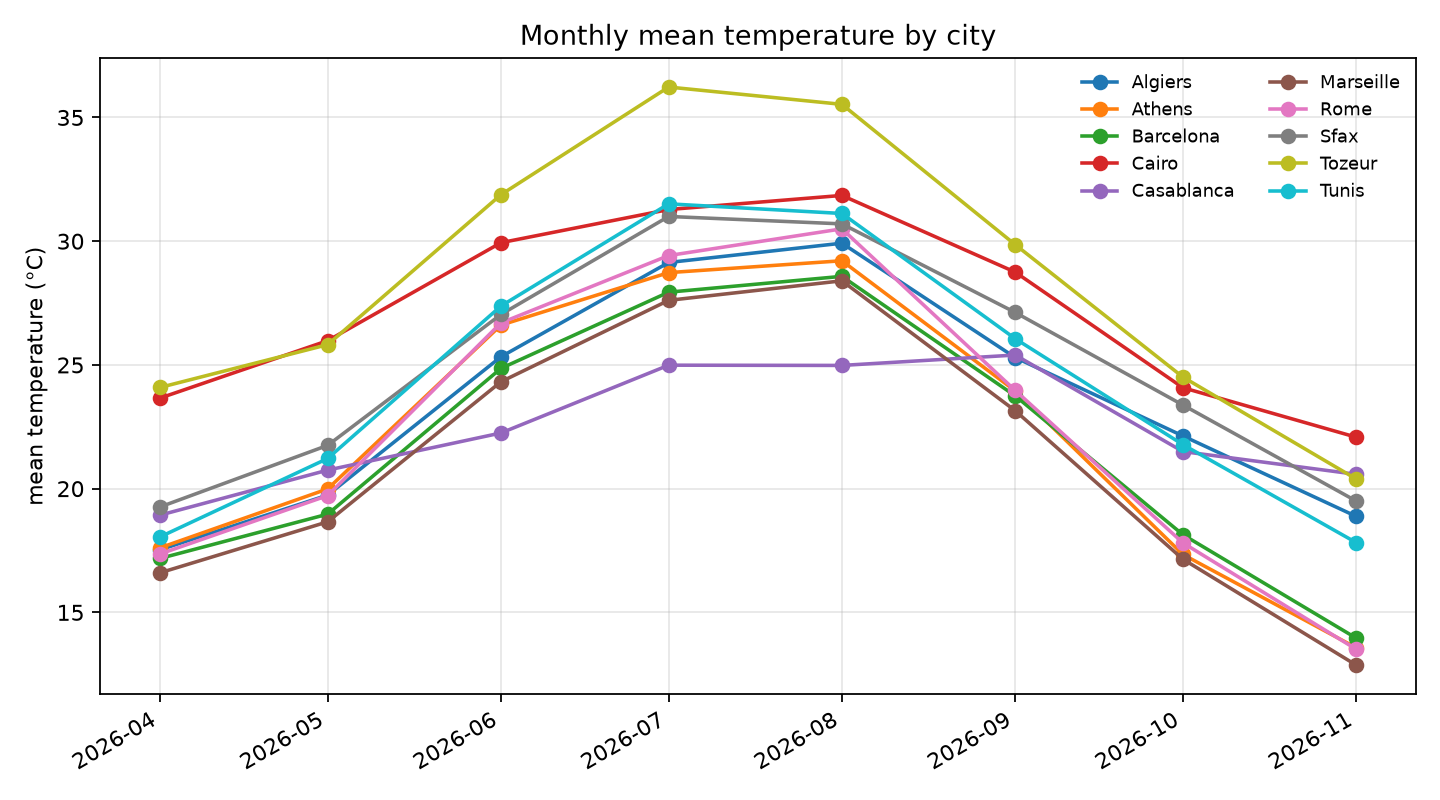 Monthly mean temperature by city
mean temperature (°C)
35
30
25
20
15
2026-04
2026-05
2026-06
2026-07
2026-08
2026-09
2026-10
2026-11
Algiers
Athens
Barcelona
Cairo
Casablanca
Marseille
Rome
Sfax
Tozeur
Tunis